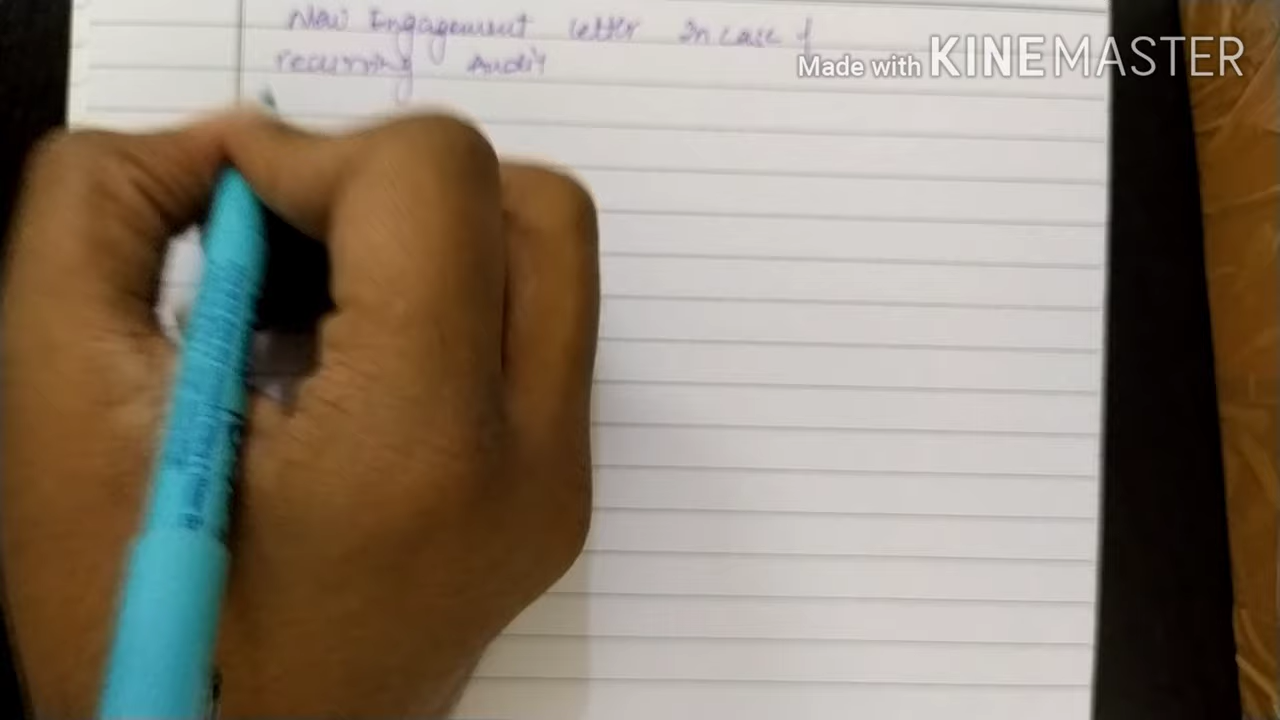 New Engagement letter In case of
recurring Audit
Made with KINEMASTER